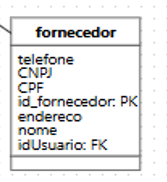 fornecedor
telefone
CNPJ
CPF
id_fornecedor: PK
endereco
nome
idUsuario: FK